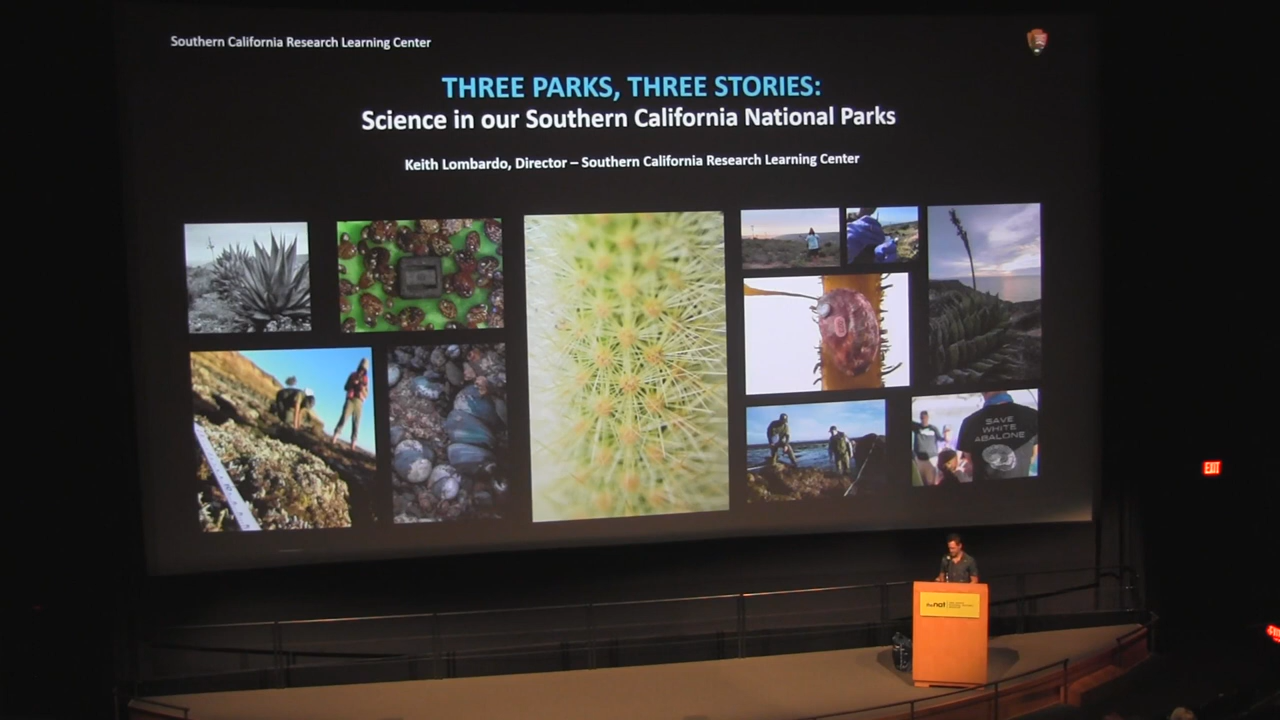 Southern California Research Learning Center
THREE PARKS, THREE STORIES:
Science in our Southern California National Parks
Keith Lombardo, Director – Southern California Research Learning Center
SAVE
WHITE
ABALONE
EXIT
thenat